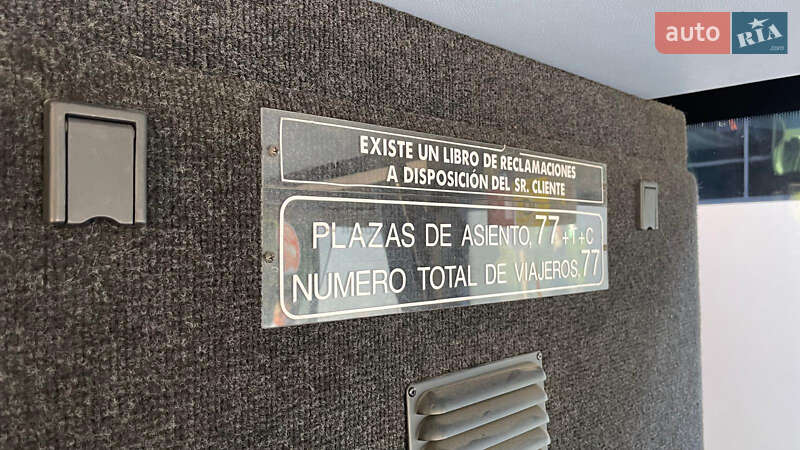 auto RIA
.com
EXISTE UN LIBRO DE RECLAMACIONES
A DISPOSICIÓN DEL SR. CLIENTE
PLAZAS DE ASIENTO, 77 +T+C
NUMERO TOTAL DE VIAJEROS, 77